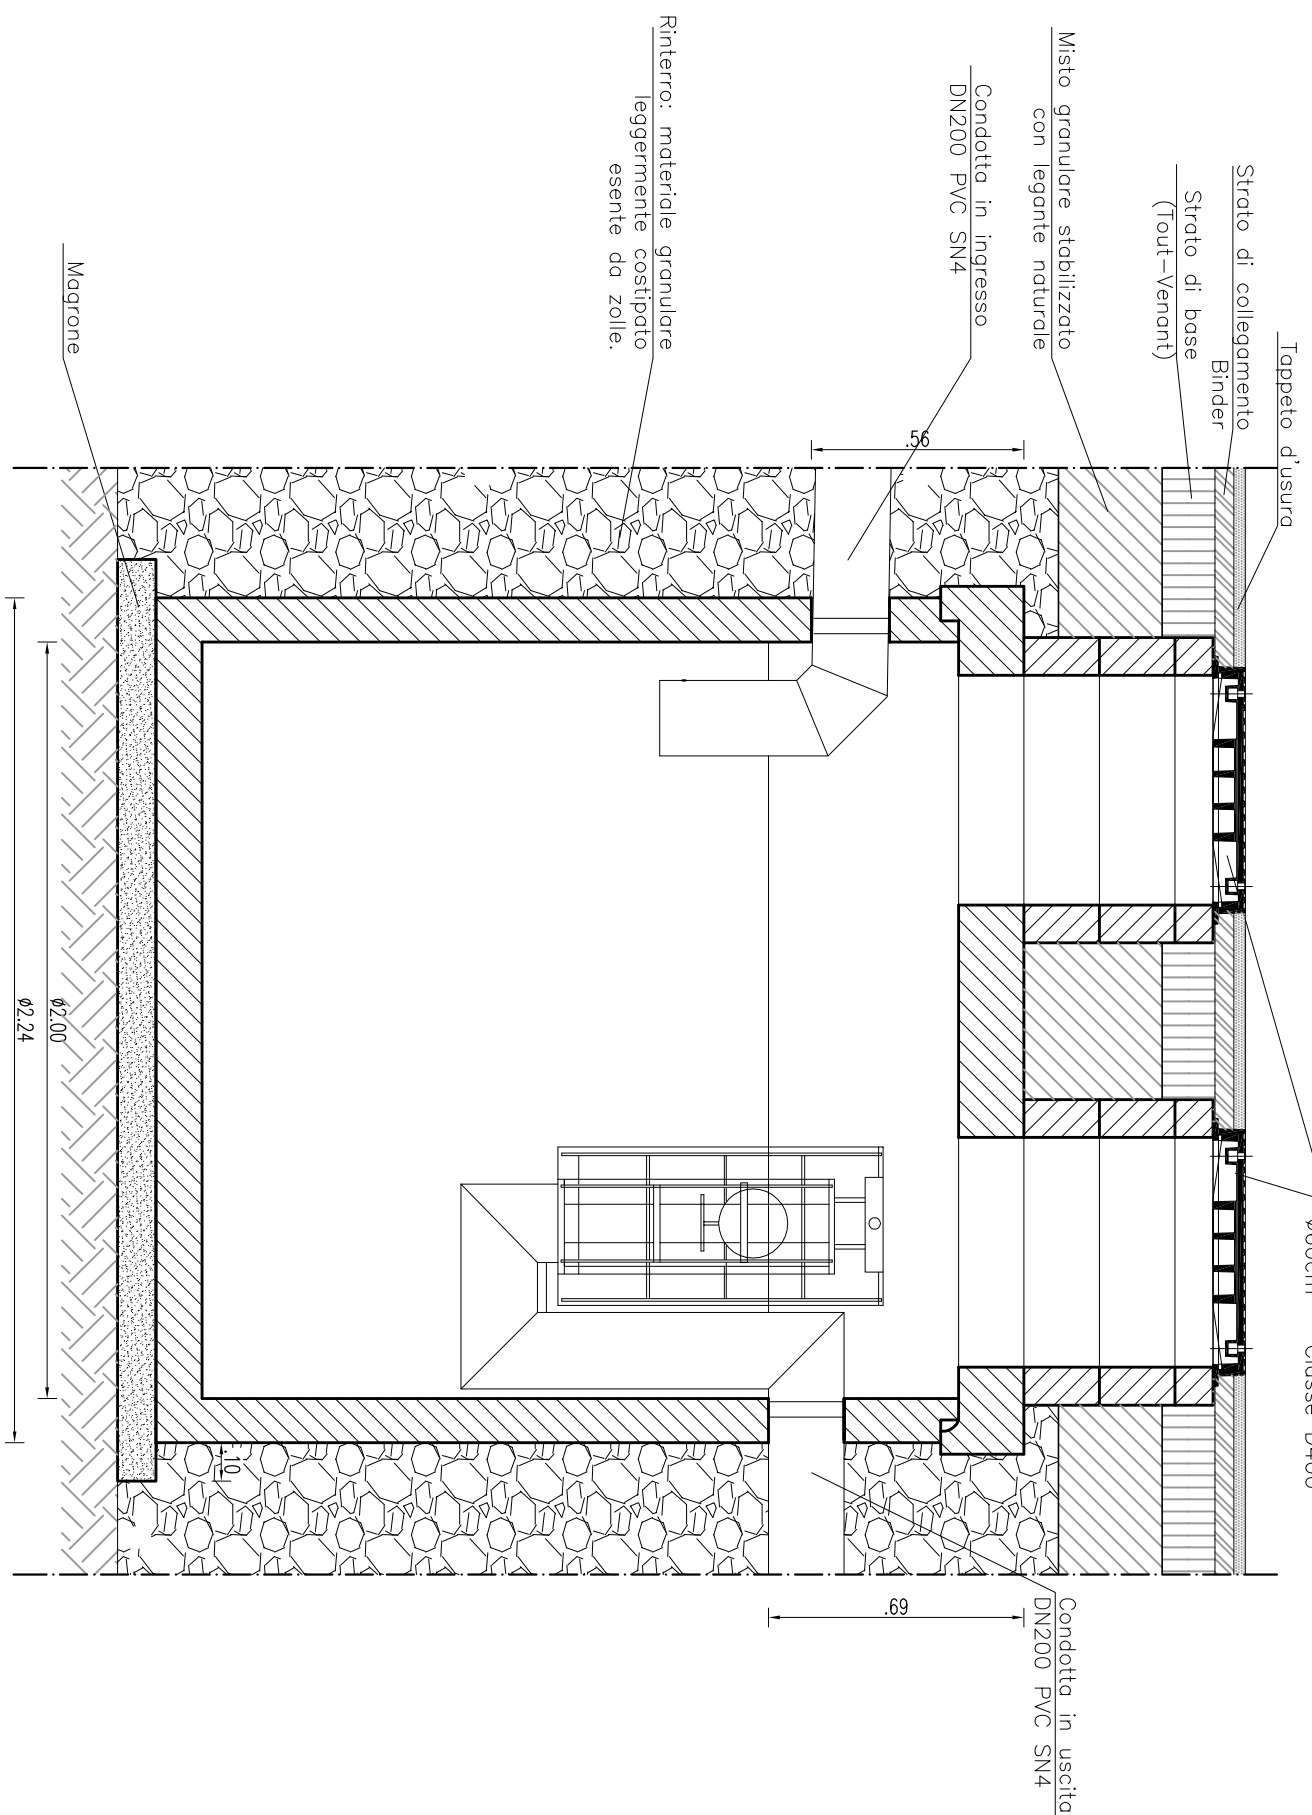 Tappeto d'usura
Strato di collegamento
Binder
Strato di base
(Tout-Venant)
Misto granulare stabilizzato
con legante naturale
Condotta in ingresso
DN200 PVC SN4
Rinterro: materiale granulare
leggermente costipato
esente da zolle.
Magrone
.56
Classe D400
Condotta in uscita
DN200 PVC SN4
.69
.10
ø2.00
ø2.24